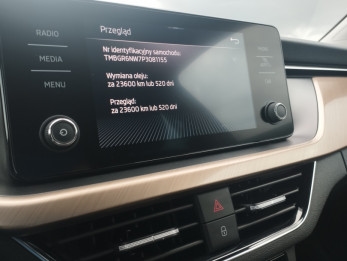 Przegląd
RADIO
MEDIA
MENU
Nr identyfikacyjny samochodu:
TMBGR6NW7P3081155
Wymiana oleju:
za 23600 km lub 520 dni
Przegląd:
za 23600 km lub 520 dni